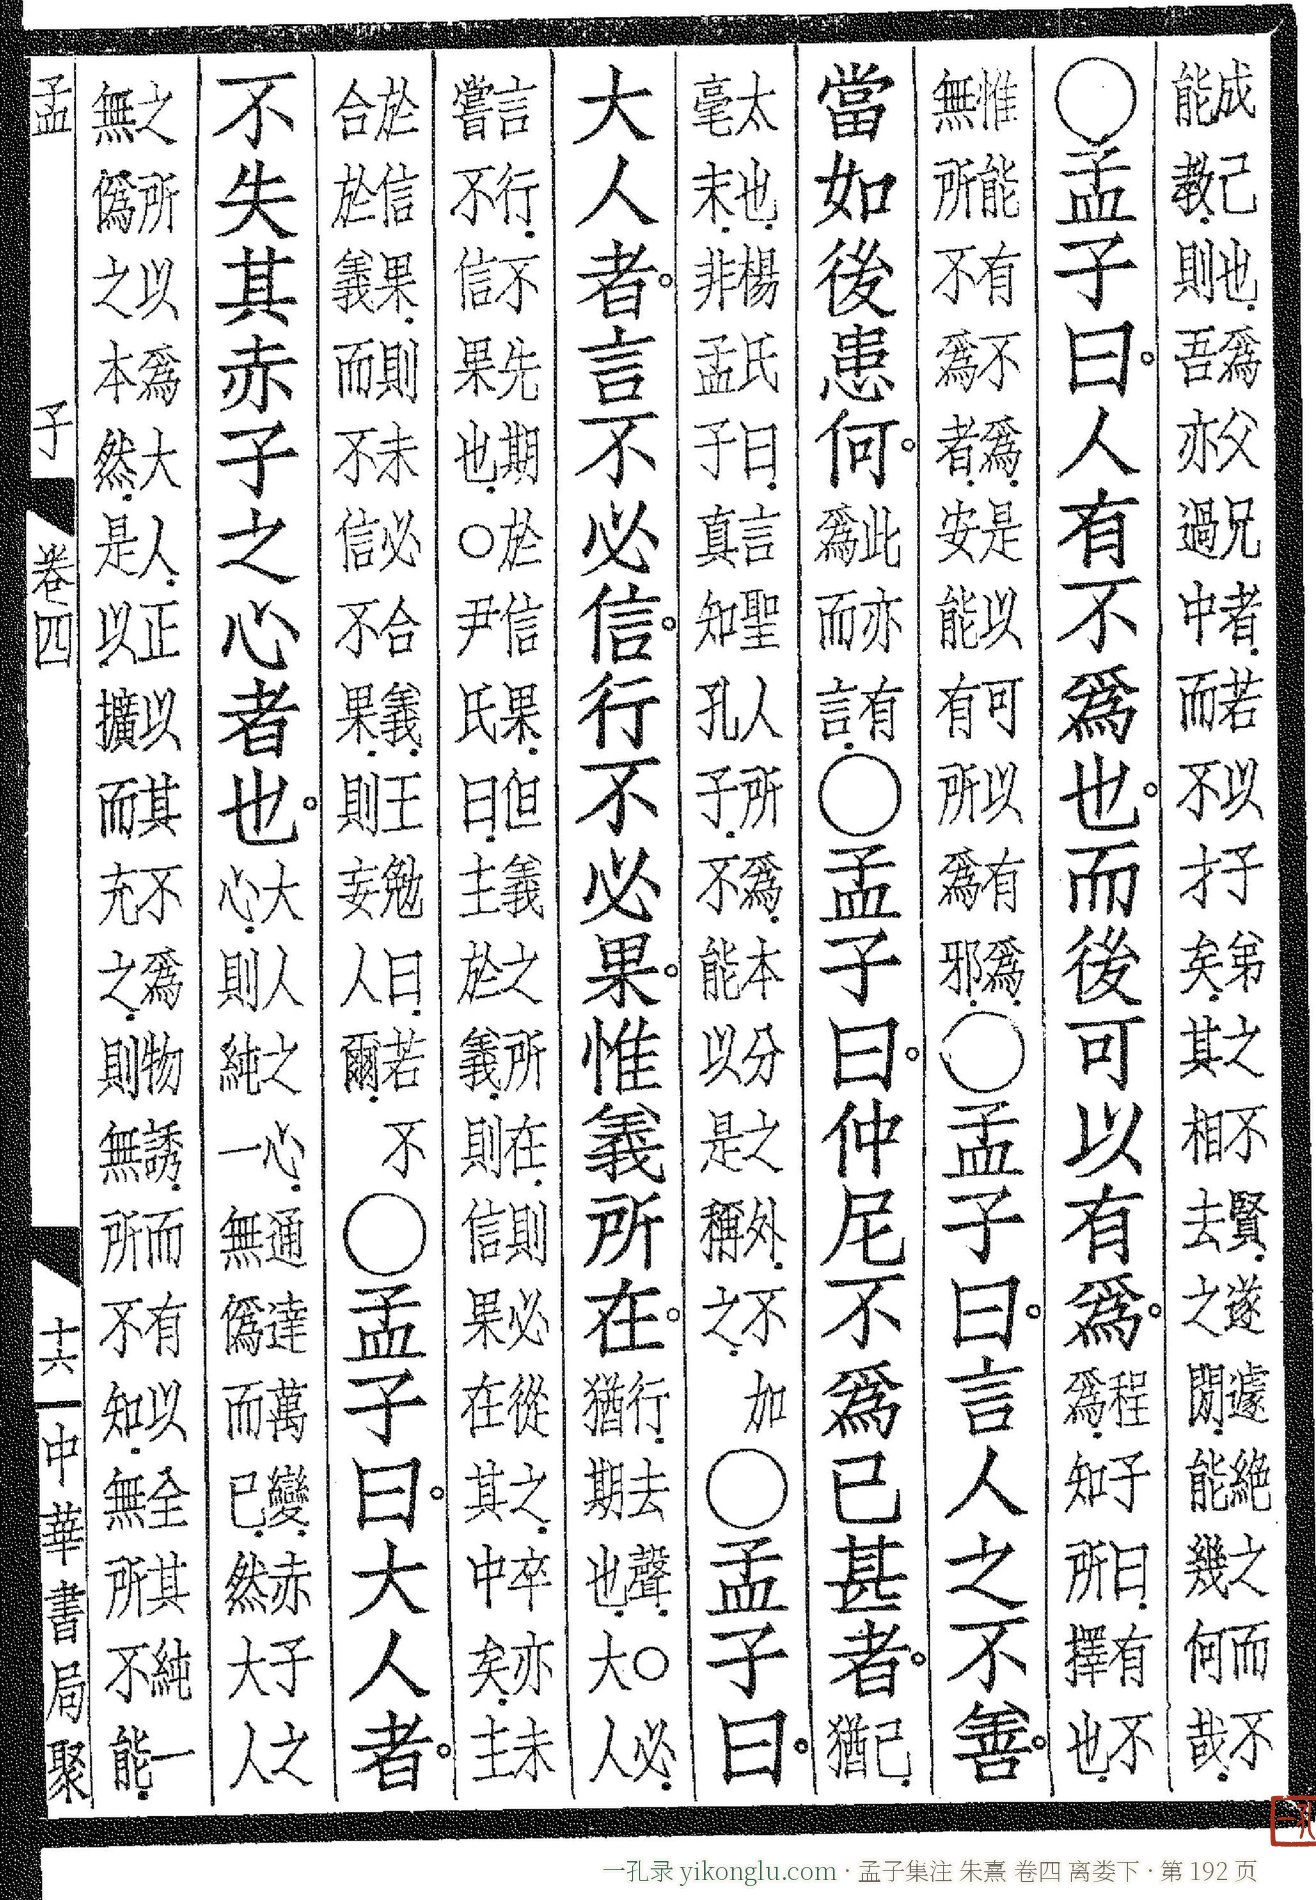 成己也。爲父兄者。若以子弟之不賢。遂遽絕之而不
能教。則吾亦過中而不才矣。其相去之閒。能幾何哉。
○孟子曰。人有不爲也。而後可以有爲。
程子曰。有不
爲。知所擇也。
惟能有不爲。是以可以有爲。
無所不爲者。安能有所爲邪。
○孟子曰。言人之不善。
當如後患何。
此亦有
爲而言。
○孟子曰。仲尼不爲已甚者。
已。
猶
太也。楊氏曰。言聖人所爲。本分之外。不加
毫末。非孟子真知孔子。不能以是稱之。
○孟子曰。
大人者。言不必信。行不必果。惟義所在。
行。去聲。○必。
猶期也。大人
言行。不先期於信果。但義之所在。則必從之。卒亦未
嘗不信果也。○尹氏曰。主於義。則信果在其中矣。主
於信果。則未必合義。王勉曰。若不
合於義而不信不果。則妄人爾。
○孟子曰。大人者。
不失其赤子之心者也。
大人之心。通達萬變。赤子之
心。則純一無僞而已。然大人
之所以爲大人。正以其不爲物誘。而有以全其純一
無僞之本然。是以擴而充之。則無所不知。無所不能。
孟子
卷四
十六
中華書局聚
一孔
一孔录 yikonglu.com · 孟子集注 朱熹 卷四 离娄下 · 第 192 页